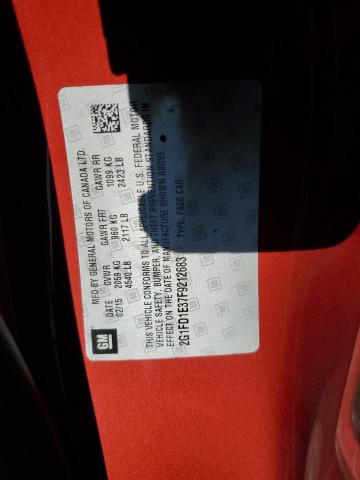 MFD BY GENERAL MOTORS OF CANADA LTD.
DATE GVWR GAWR FRT GAWR RR
02/15 2059 KG 960 KG 1099 KG
4540 LB 2117 LB 2423 LB
THIS VEHICLE CONFORMS TO ALL APPLICABLE U.S. FEDERAL MOTOR
VEHICLE SAFETY, BUMPER, AND THEFT PREVENTION STANDARDS IN
EFFECT ON THE DATE OF MANUFACTURE SHOWN ABOVE.
2G1FD1E37F9212683 TYPE: PASS CAR
GM